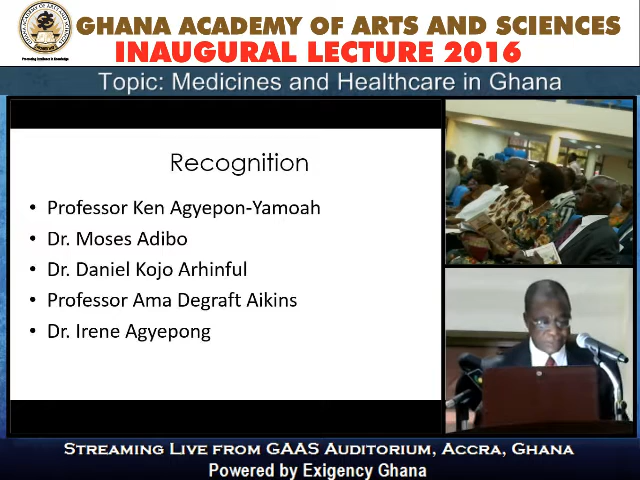 GHANA ACADEMY OF ARTS AND SCIENCES
INAUGURAL LECTURE 2016
Topic: Medicines and Healthcare in Ghana
Recognition
• Professor Ken Agyepon-Yamoah
• Dr. Moses Adibo
• Dr. Daniel Kojo Arhinful
• Professor Ama Degraft Aikins
• Dr. Irene Agyepong
STREAMING LIVE FROM GAAS AUDITORIUM, ACCRA, GHANA
Powered by Exigency Ghana